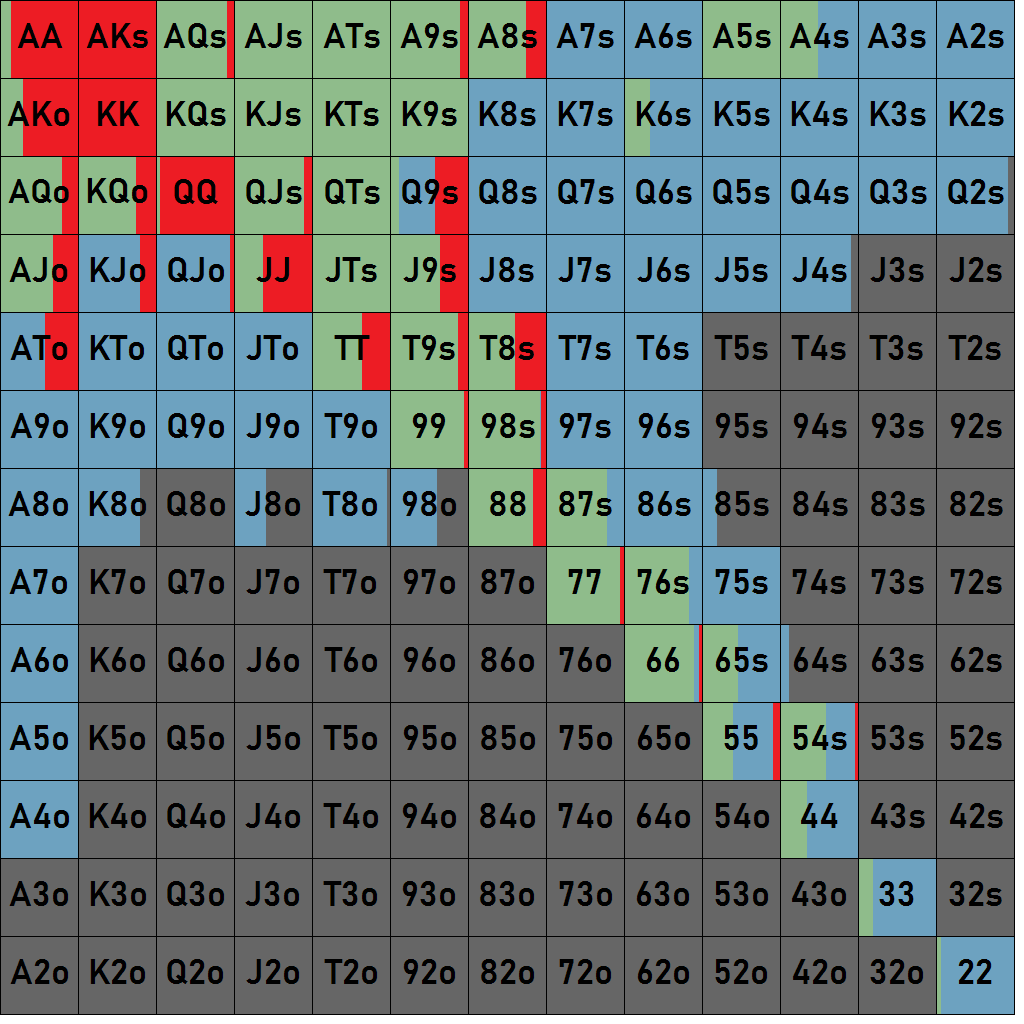 AA AKs AQs AJs ATs A9s A8s A7s A6s A5s A4s A3s A2s
AKo KK KQs KJs KTs K9s K8s K7s K6s K5s K4s K3s K2s
AQo KQo QQ QJs QTs Q9s Q8s Q7s Q6s Q5s Q4s Q3s Q2s
AJo KJo QJo JJ JTs J9s J8s J7s J6s J5s J4s J3s J2s
ATo KTo QTo JTo TT T9s T8s T7s T6s T5s T4s T3s T2s
A9o K9o Q9o J9o T9o 99 98s 97s 96s 95s 94s 93s 92s
A8o K8o Q8o J8o T8o 98o 88 87s 86s 85s 84s 83s 82s
A7o K7o Q7o J7o T7o 97o 87o 77 76s 75s 74s 73s 72s
A6o K6o Q6o J6o T6o 96o 86o 76o 66 65s 64s 63s 62s
A5o K5o Q5o J5o T5o 95o 85o 75o 65o 55 54s 53s 52s
A4o K4o Q4o J4o T4o 94o 84o 74o 64o 54o 44 43s 42s
A3o K3o Q3o J3o T3o 93o 83o 73o 63o 53o 43o 33 32s
A2o K2o Q2o J2o T2o 92o 82o 72o 62o 52o 42o 32o 22